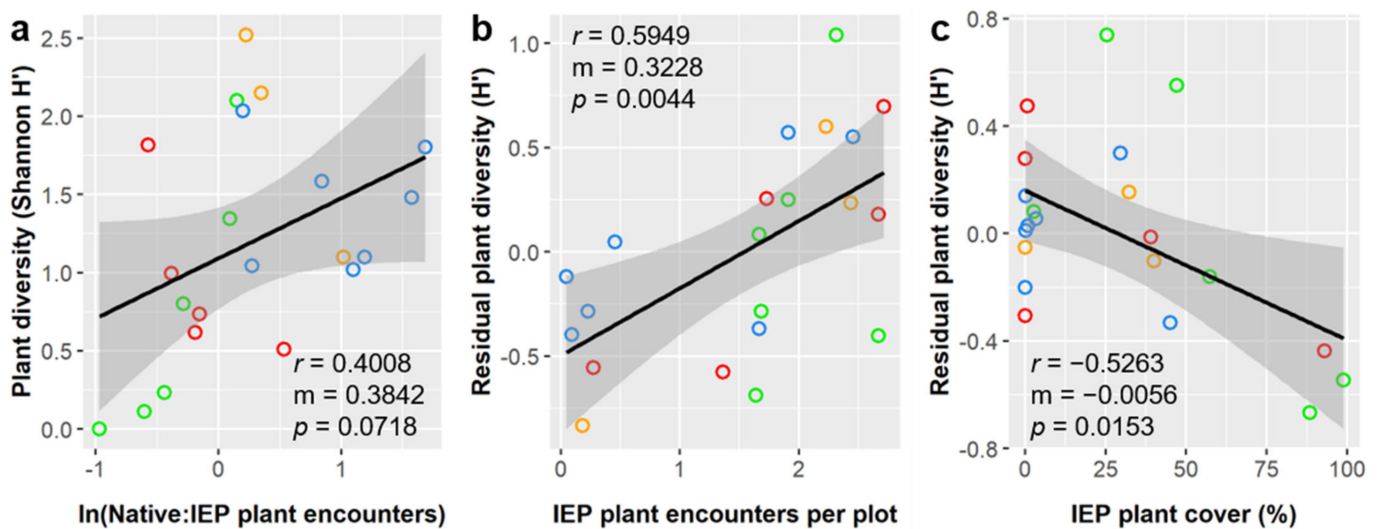 a
Plant diversity (Shannon H')
2.5
2.0
1.5
1.0
0.5
0.0
r = 0.4008
m = 0.3842
p = 0.0718
-1
0
1
ln(Native:IEP plant encounters)
b
Residual plant diversity (H')
1.0
0.5
0.0
-0.5
r = 0.5949
m = 0.3228
p = 0.0044
0
1
2
IEP plant encounters per plot
c
Residual plant diversity (H')
0.8
0.4
0.0
-0.4
-0.8
r = −0.5263
m = −0.0056
p = 0.0153
0
25
50
75
100
IEP plant cover (%)